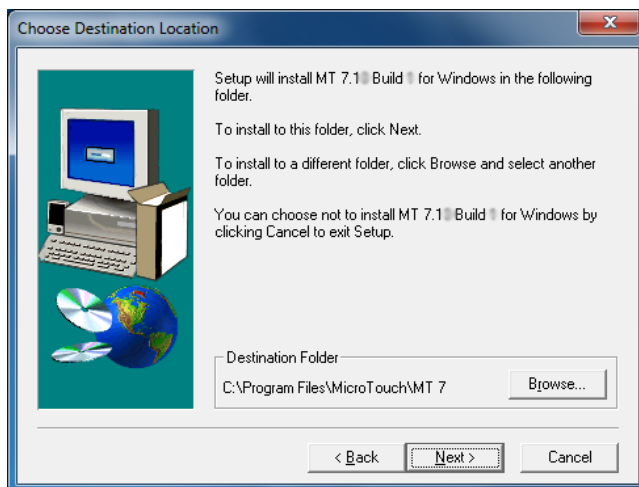 Choose Destination Location
Setup will install MT 7.1 Build for Windows in the following
folder.
To install to this folder, click Next.
To install to a different folder, click Browse and select another
folder.
You can choose not to install MT 7.1 Build for Windows by
clicking Cancel to exit Setup.
Destination Folder
C:\Program Files\MicroTouch\MT 7
Browse...
< Back
Next >
Cancel